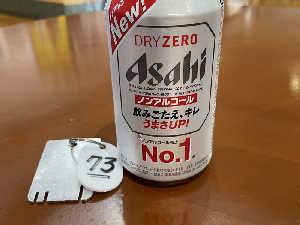 New!
DRY ZERO
Asahi
ノンアルコール
飲みごたえ、キレ
うまさUP!
No.1
73